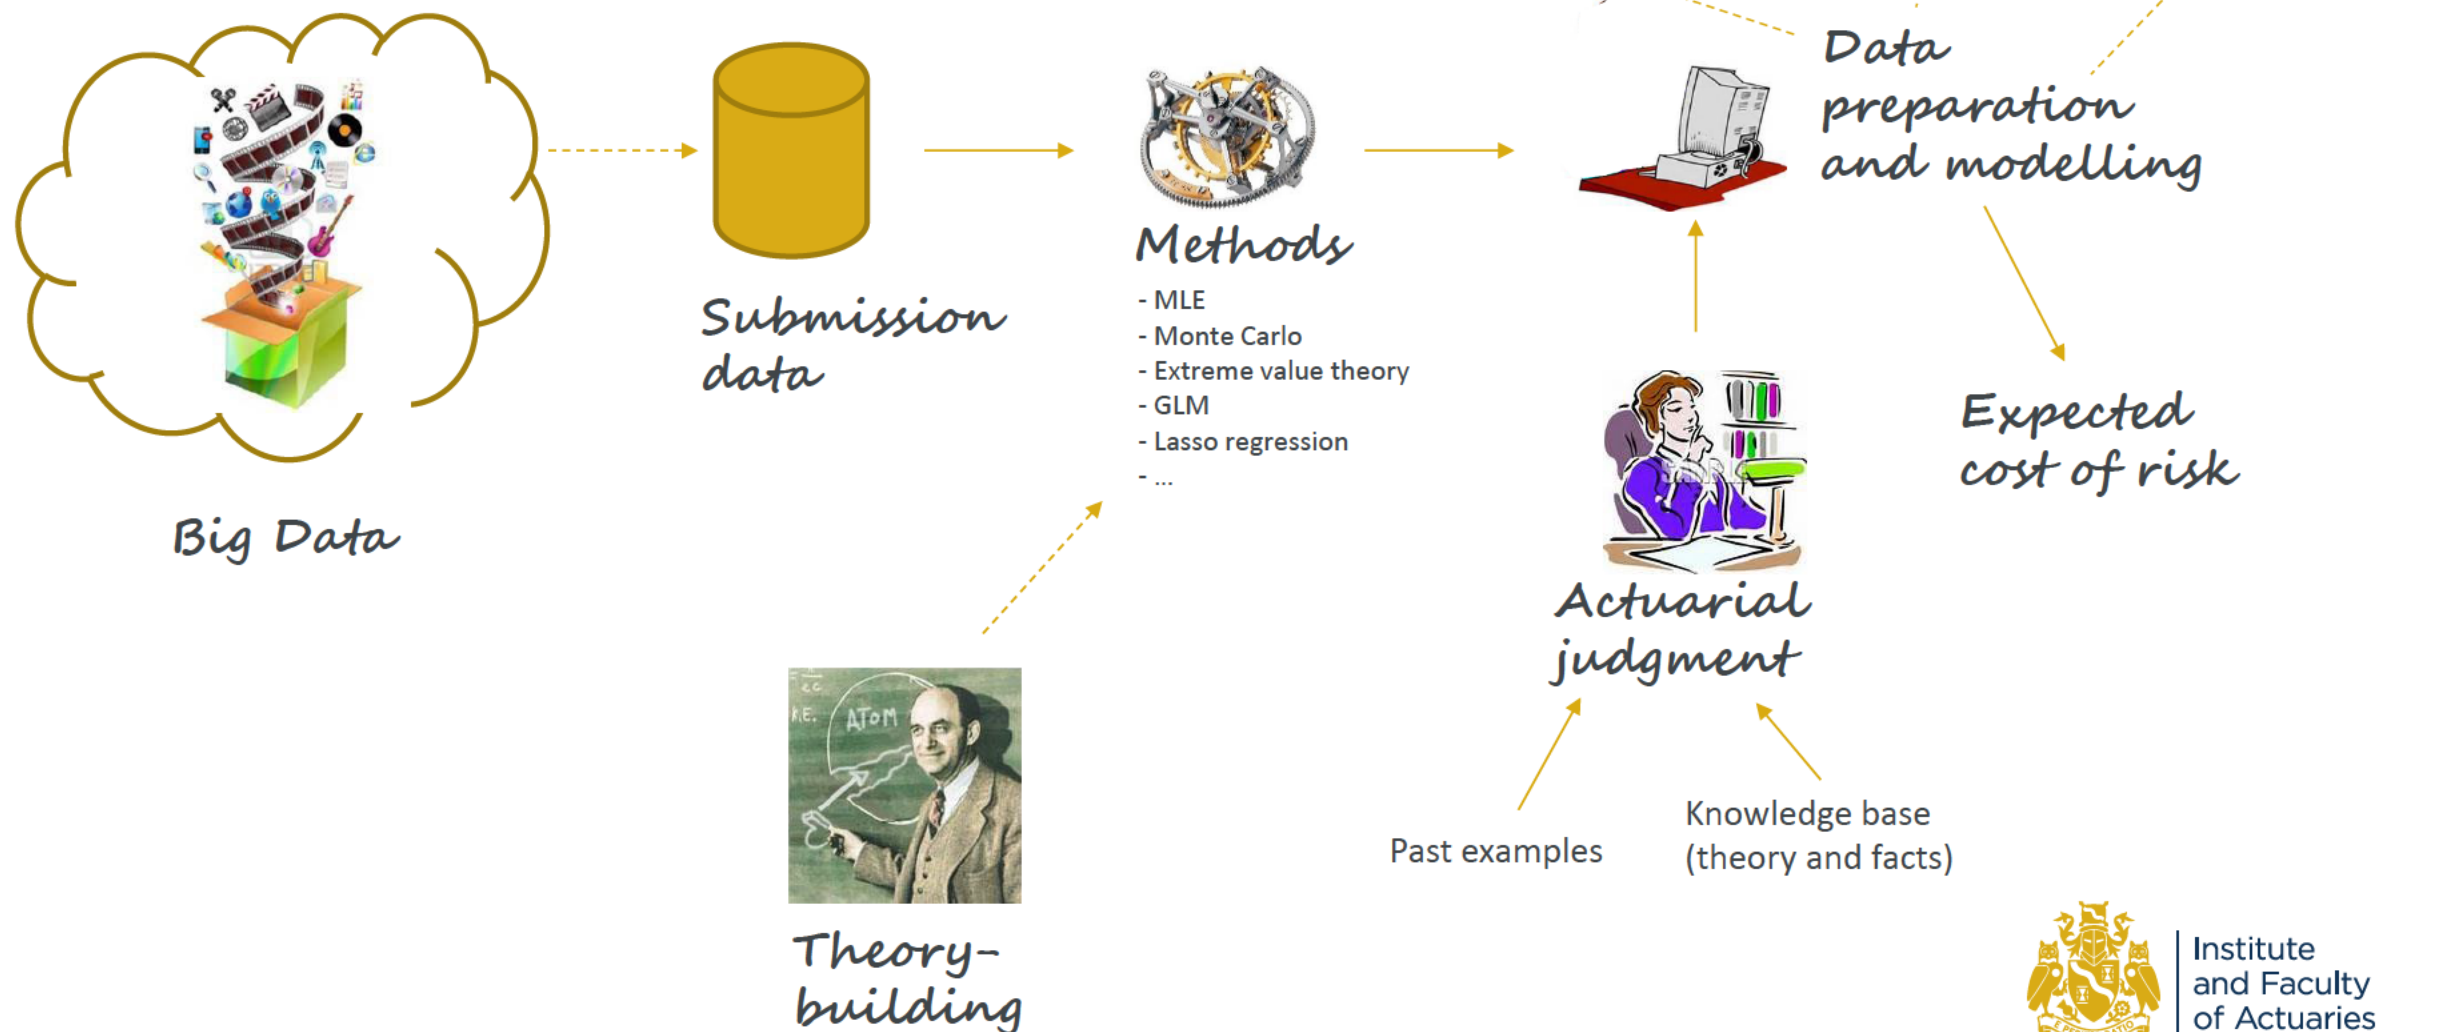 Big Data
Submission
data
Methods
- MLE
- Monte Carlo
- Extreme value theory
- GLM
- Lasso regression
- ...
Data
preparation
and modelling
Expected
cost of risk
Actuarial
judgment
Past examples
Knowledge base
(theory and facts)
ATOM
K.E.
Theory-
building
Institute
and Faculty
of Actuaries